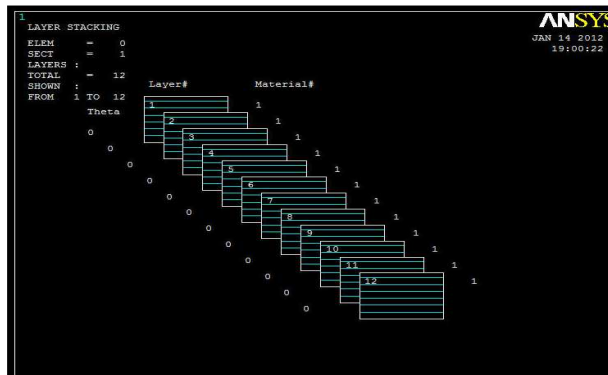 1
LAYER STACKING
ANSYS
JAN 14 2012
19:00:22
ELEM = 0
SECT = 1
LAYERS :
TOTAL = 12
SHOWN :
FROM 1 TO 12
Layer# Material#
Theta
1 1
0 2 1
0 3 1
0 4 1
0 5 1
0 6 1
0 7 1
0 8 1
0 9 1
0 10 1
0 11 1
0 12 1
0